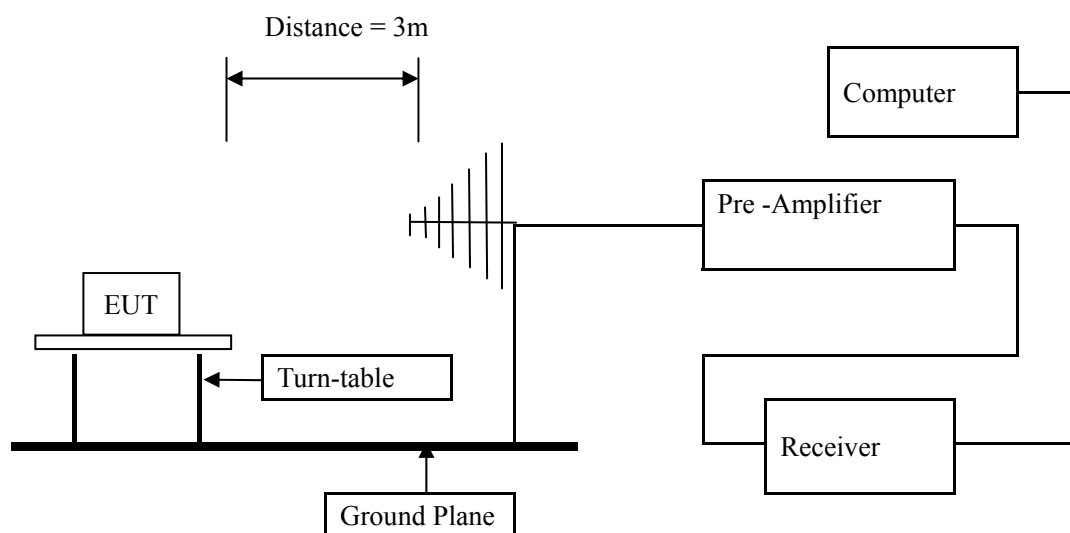 Distance = 3m
Computer
Pre -Amplifier
EUT
Turn-table
Receiver
Ground Plane